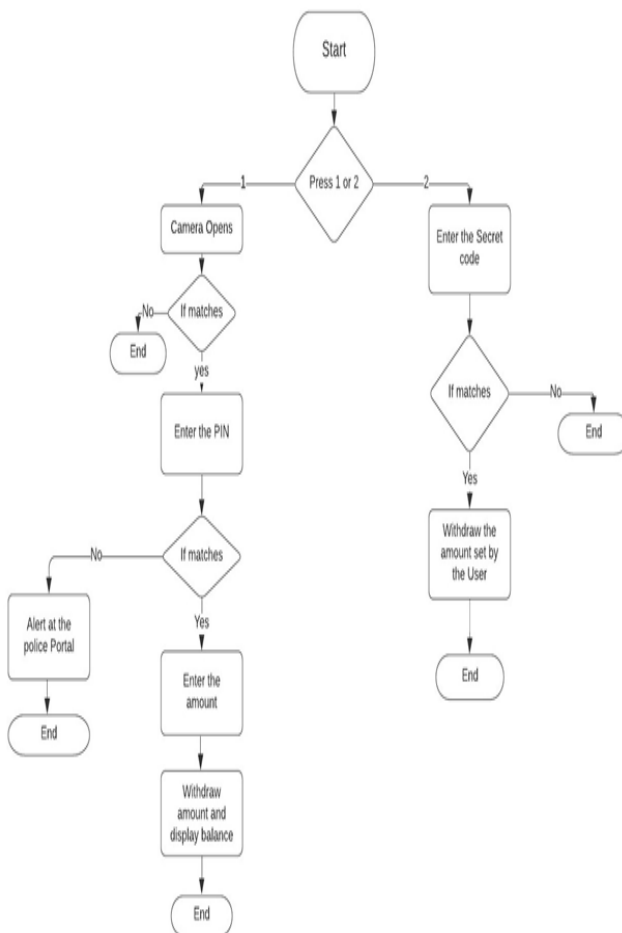 Start
Press 1 or 2
1
2
Camera Opens
Enter the Secret
code
If matches
No
End
yes
If matches
No
End
Enter the PIN
Yes
If matches
No
Withdraw the
amount set by
the User
Alert at the
police Portal
Yes
End
Enter the
amount
End
Withdraw
amount and
display balance
End